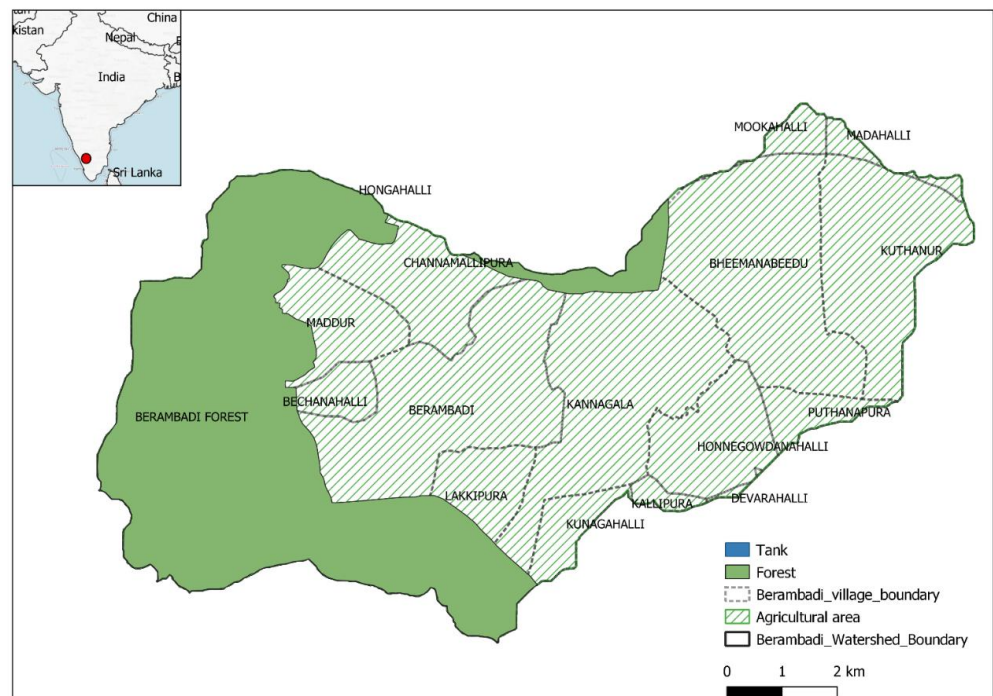 China
kistan
Nepal
India
Sri Lanka
MOOKAHALLI
MADAHALLI
HONGAHALLI
KUTHANUR
CHANNAMALLIPURA
BHEEMANABEEDU
MADDUR
BECHANAHALLI
BERAMBADI
KANNAGALA
BERAMBADI FOREST
PUTHANAPURA
HONNEGOWDANAHALLI
LAKKIPURA
KALLIPURA
DEVARAHALLI
KUNAGAHALLI
Tank
Forest
Berambadi_village_boundary
Agricultural area
Berambadi_Watershed_Boundary
0 1 2 km